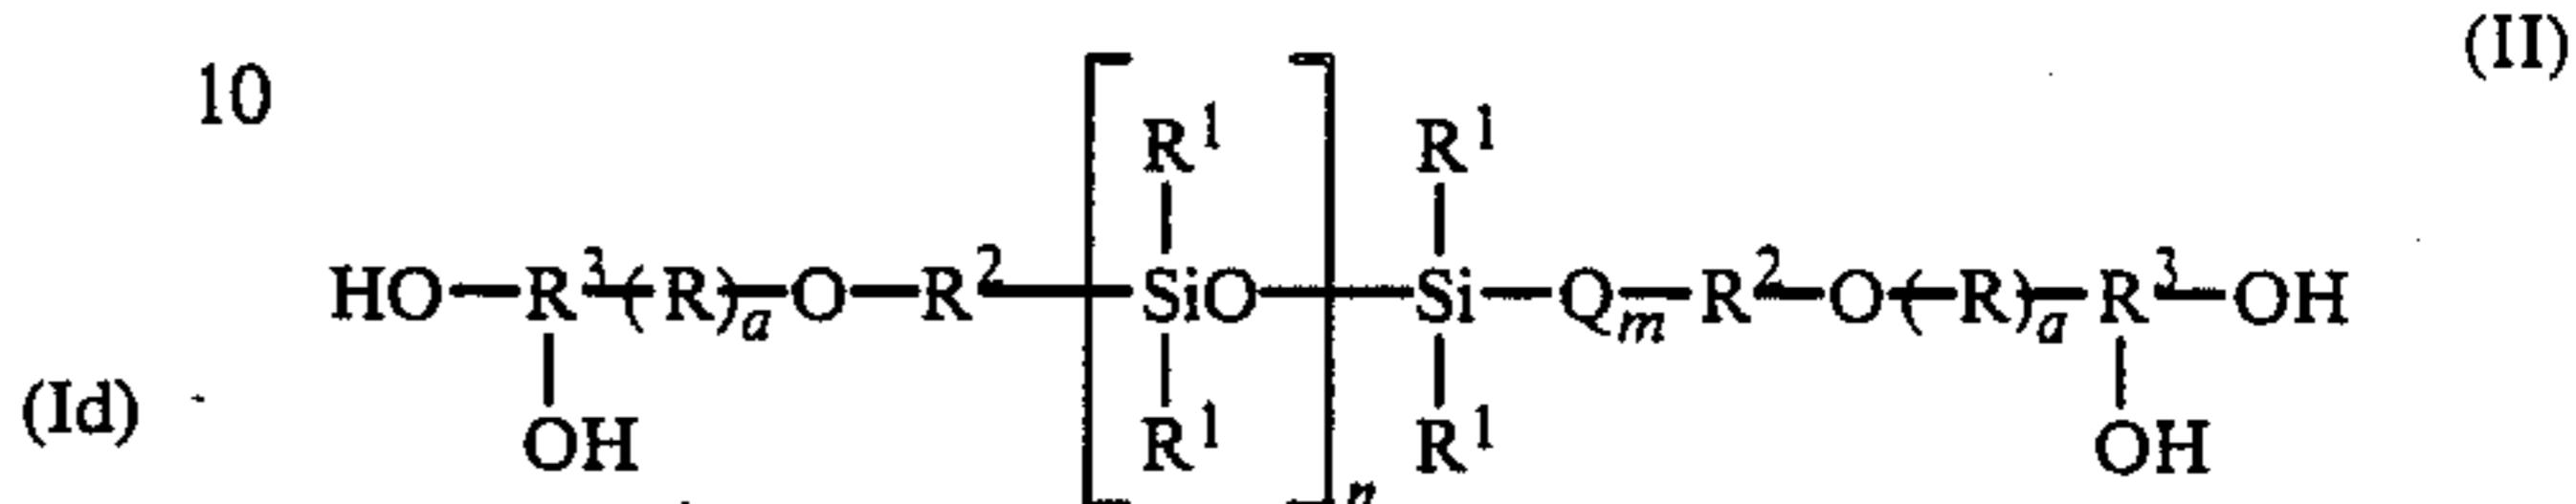 (II)
10
R¹ R¹
HO—R³—(R)ₐ—O—R²—[SiO]ₙ—Si—Qₘ—R²—O—(R)ₐ—R³—OH
(Id) OH R¹ R¹ OH